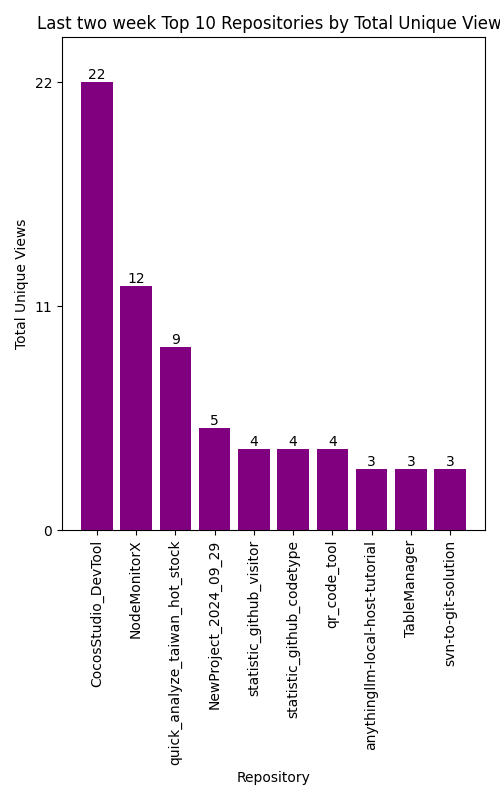 Last two week Top 10 Repositories by Total Unique View
22
12
9
5
4
4
4
3
3
3
22
11
0
Total Unique Views
CocosStudio_DevTool
NodeMonitorX
quick_analyze_taiwan_hot_stock
NewProject_2024_09_29
statistic_github_visitor
statistic_github_codetype
qr_code_tool
anythingllm-local-host-tutorial
TableManager
svn-to-git-solution
Repository